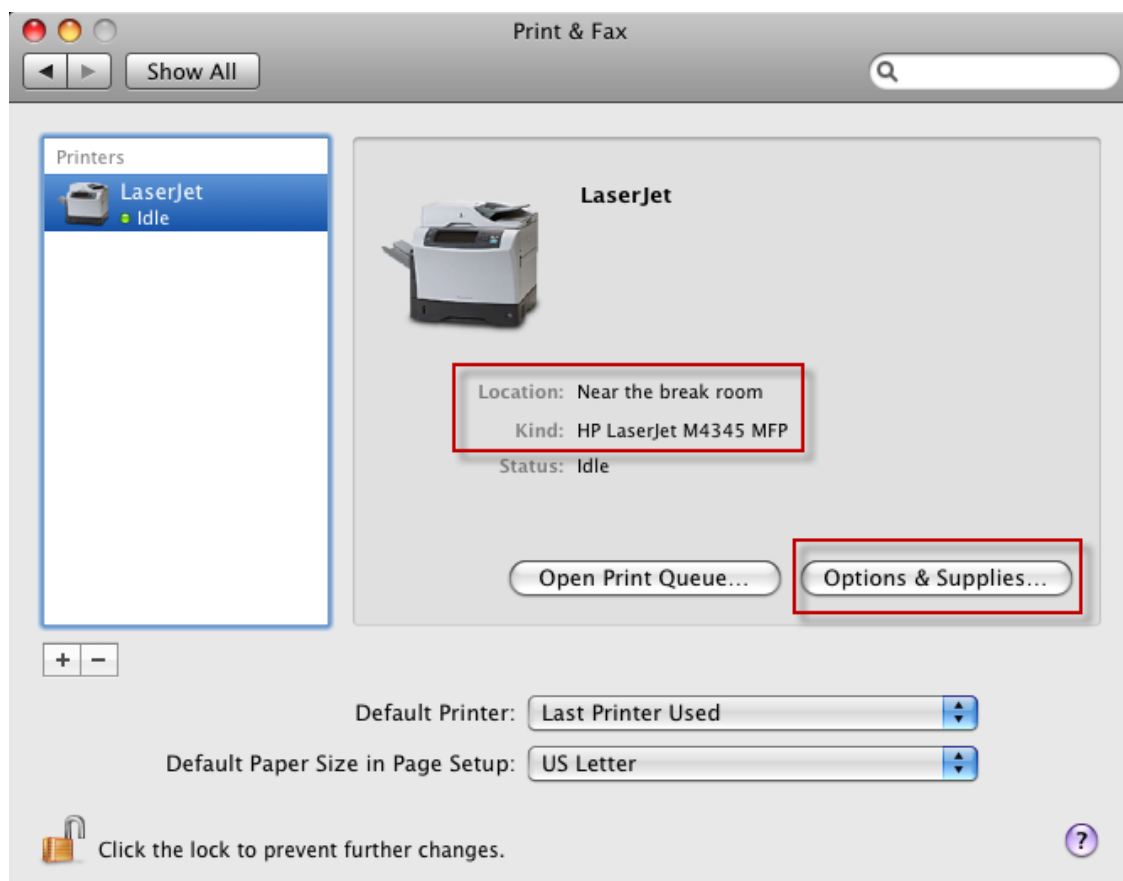 Print & Fax
Show All
Printers
LaserJet
Idle
LaserJet
Location: Near the break room
Kind: HP LaserJet M4345 MFP
Status: Idle
Open Print Queue... Options & Supplies...
+ −
Default Printer: Last Printer Used
Default Paper Size in Page Setup: US Letter
Click the lock to prevent further changes.
?